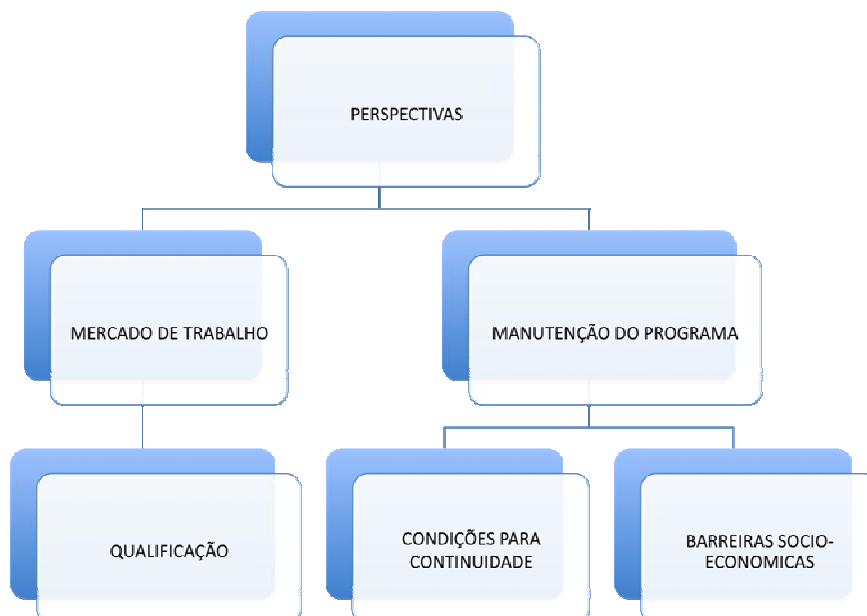 PERSPECTIVAS
MERCADO DE TRABALHO
MANUTENÇÃO DO PROGRAMA
QUALIFICAÇÃO
CONDIÇÕES PARA
CONTINUIDADE
BARREIRAS SOCIO-
ECONOMICAS